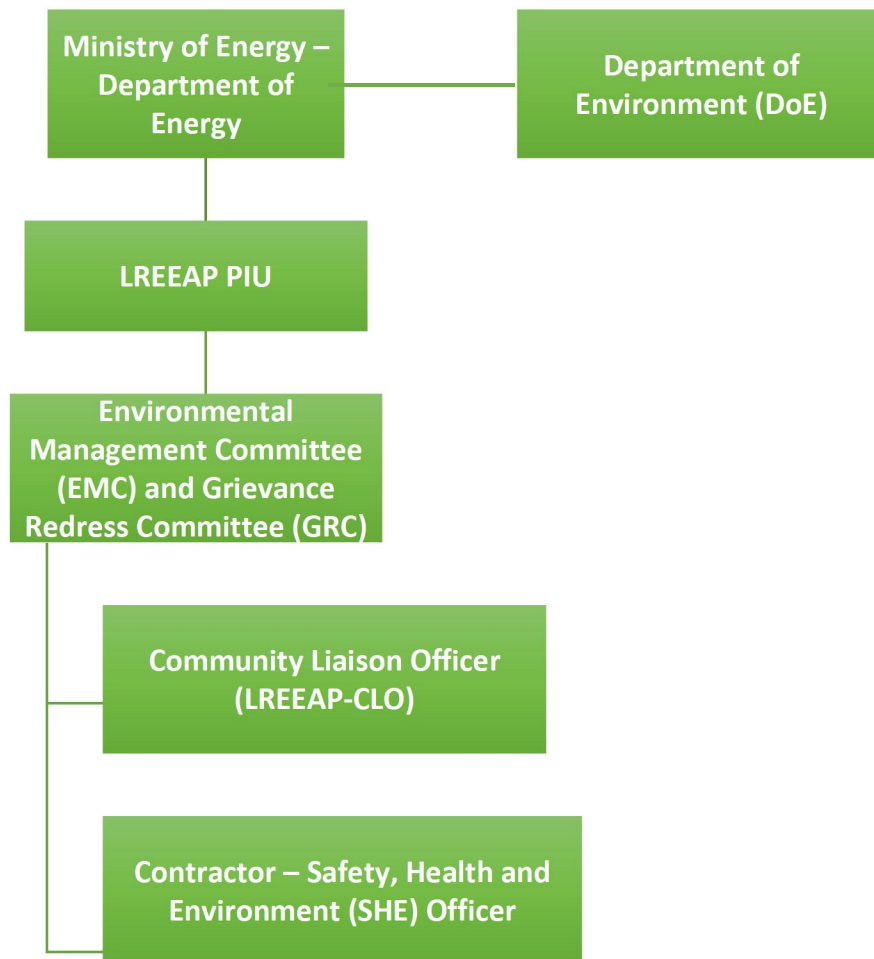 Ministry of Energy –
Department of
Energy
Department of
Environment (DoE)
LREEAP PIU
Environmental
Management Committee
(EMC) and Grievance
Redress Committee (GRC)
Community Liaison Officer
(LREEAP-CLO)
Contractor – Safety, Health and
Environment (SHE) Officer